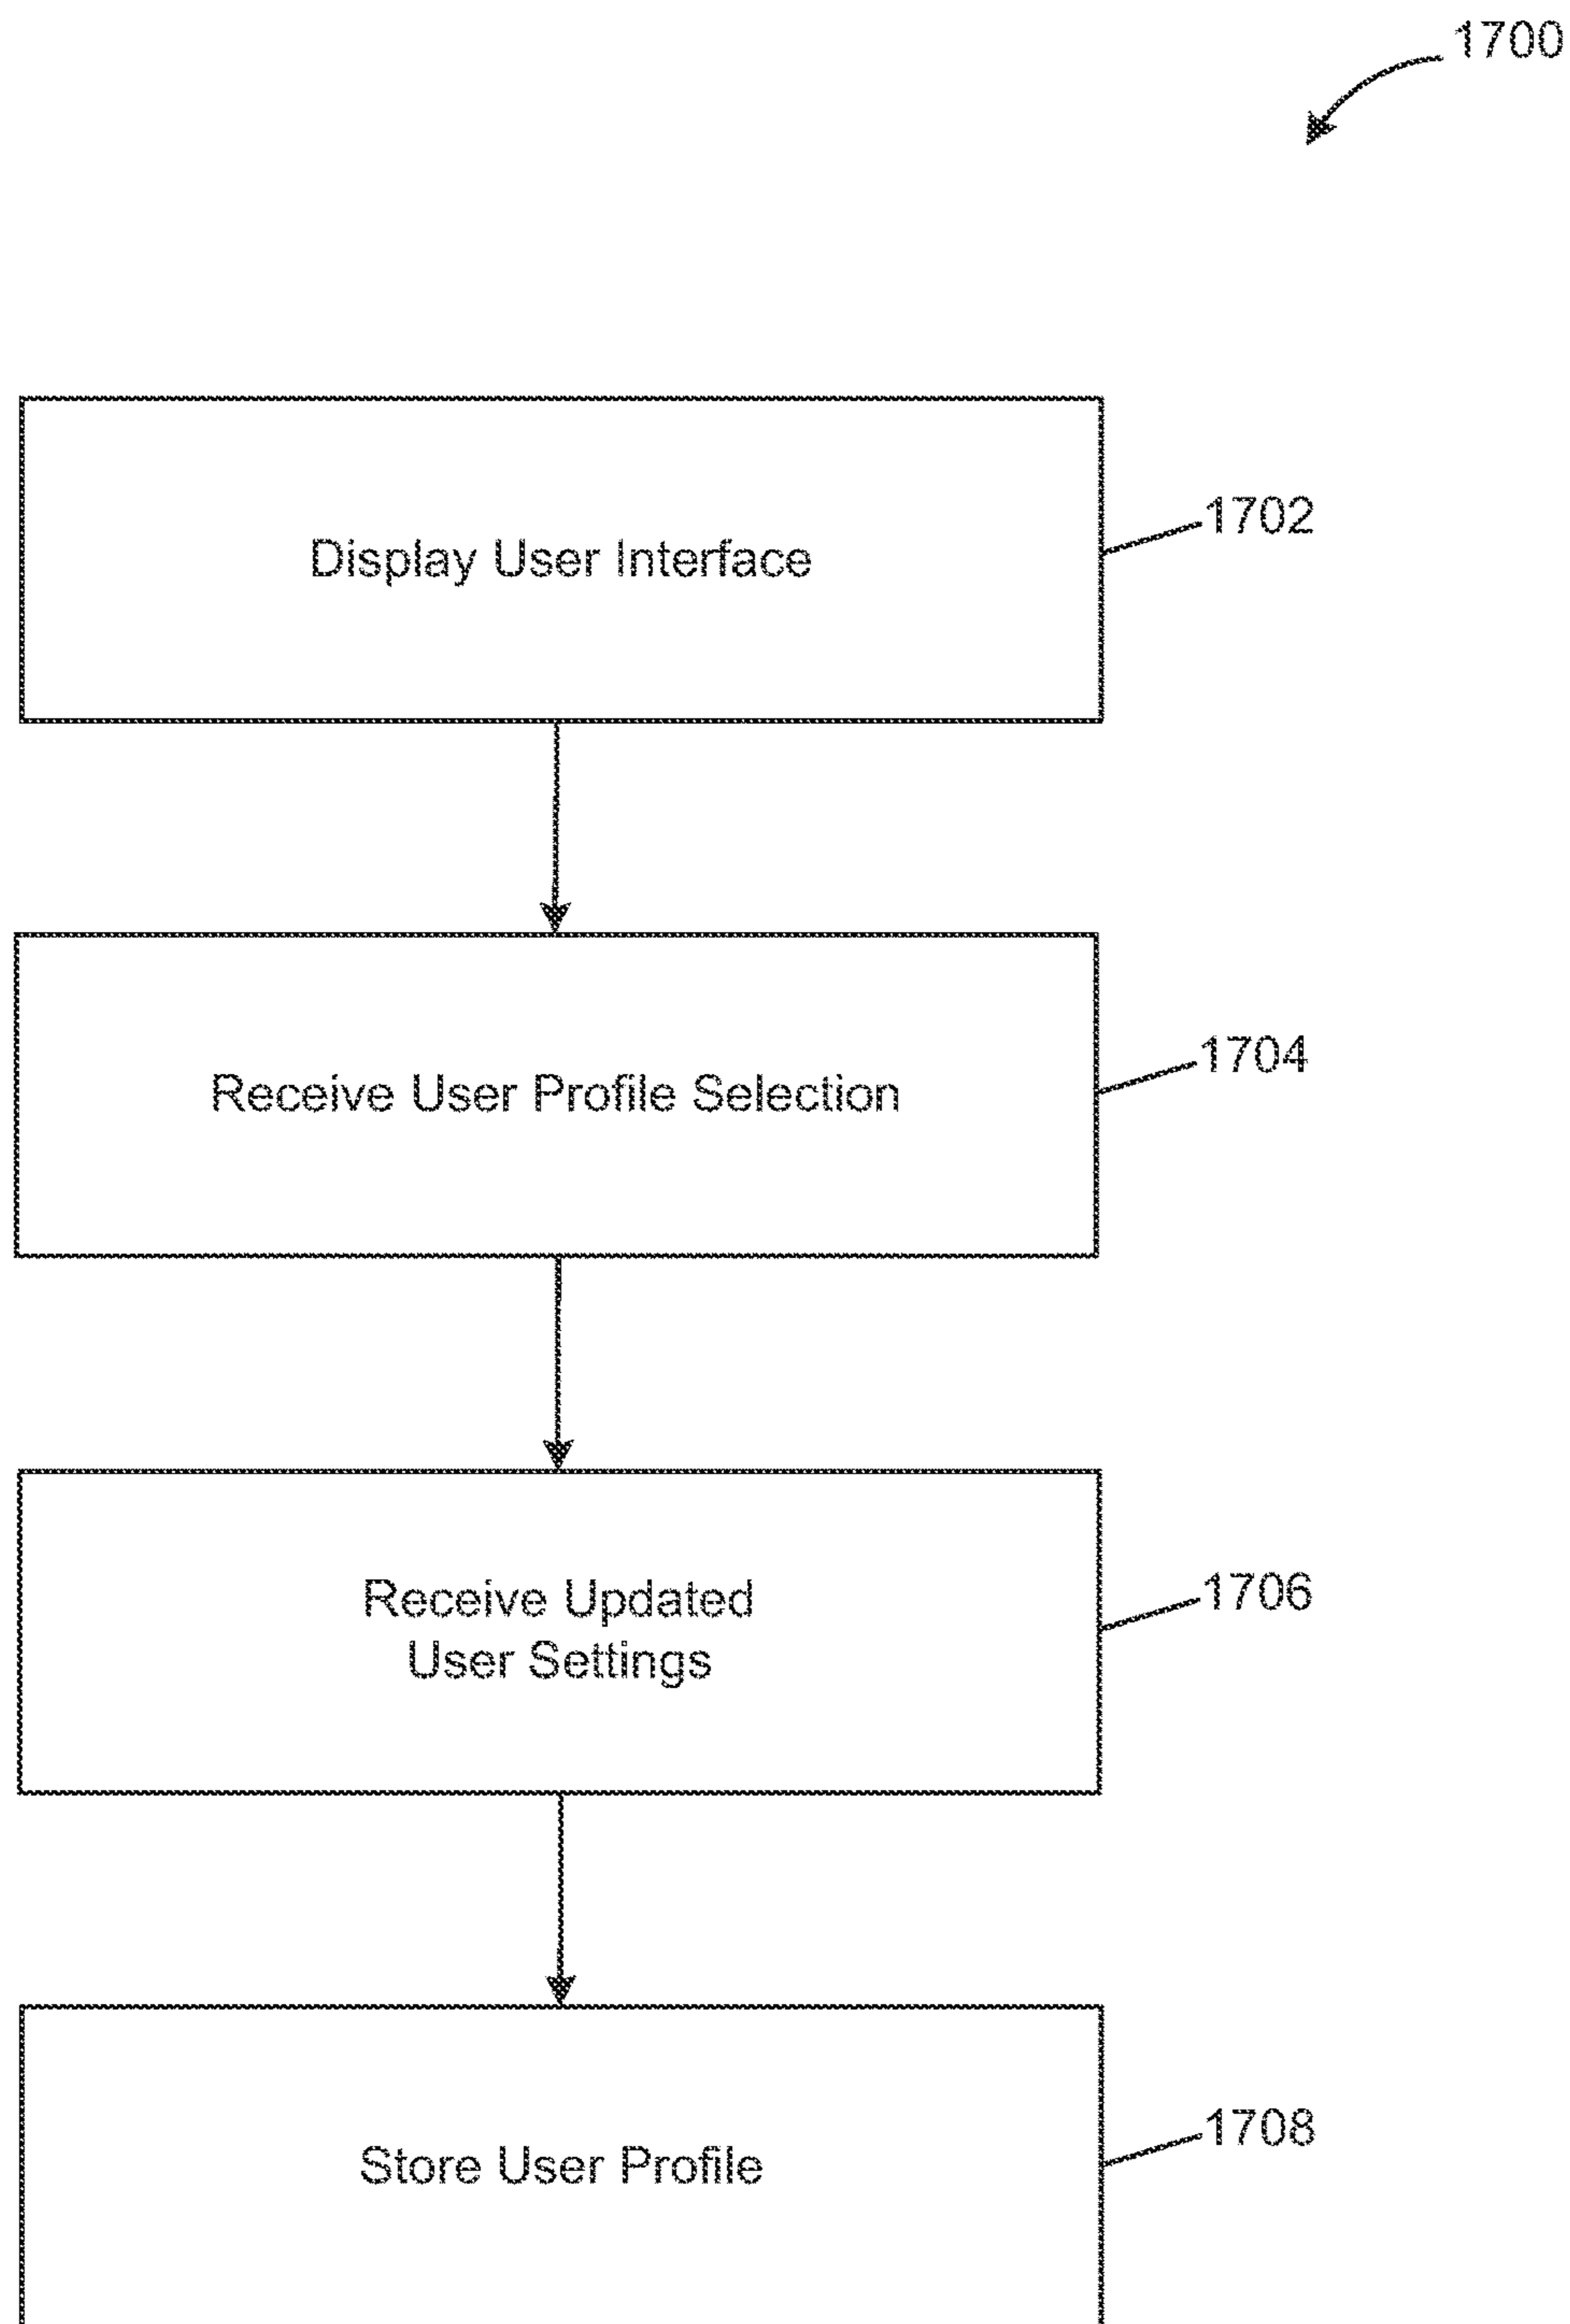 1700
Display User Interface
1702
Receive User Profile Selection
1704
Receive Updated
User Settings
1706
Store User Profile
1708